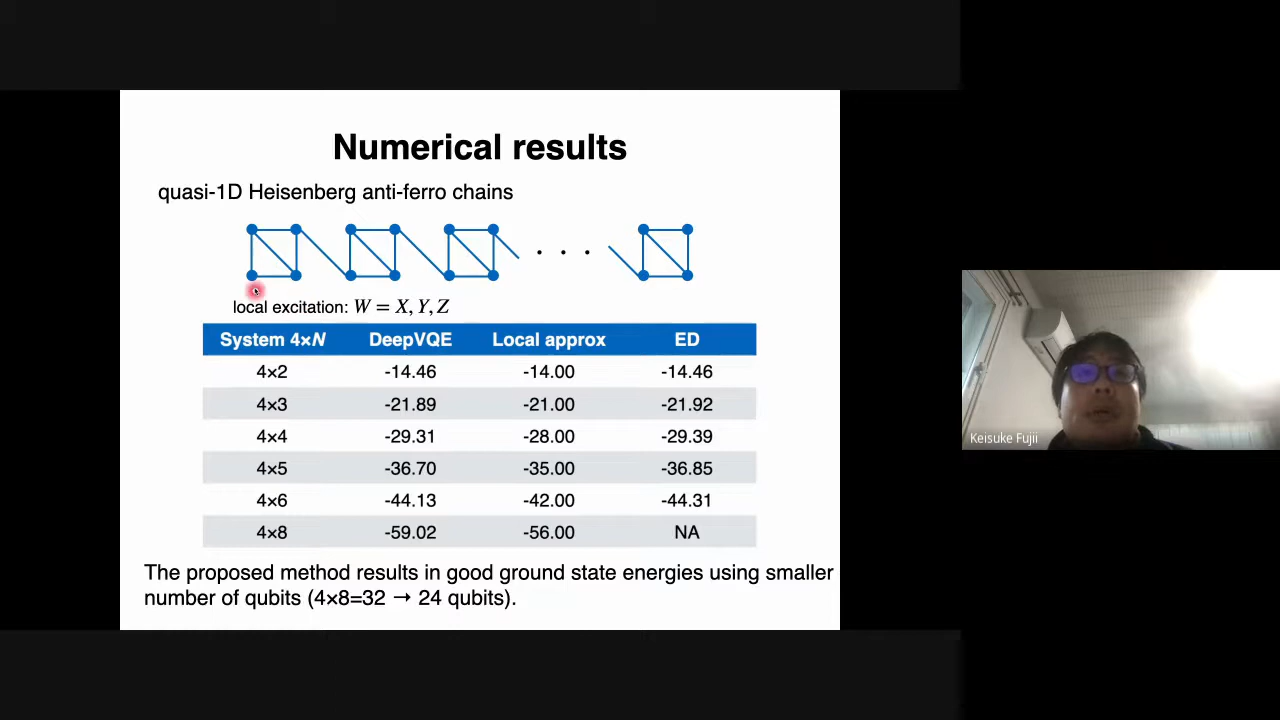 Numerical results
quasi-1D Heisenberg anti-ferro chains
· · ·
local excitation: W = X, Y, Z
System 4×N DeepVQE Local approx ED
4×2 -14.46 -14.00 -14.46
4×3 -21.89 -21.00 -21.92
4×4 -29.31 -28.00 -29.39
4×5 -36.70 -35.00 -36.85
4×6 -44.13 -42.00 -44.31
4×8 -59.02 -56.00 NA
The proposed method results in good ground state energies using smaller
number of qubits (4×8=32 → 24 qubits).
Keisuke Fujii